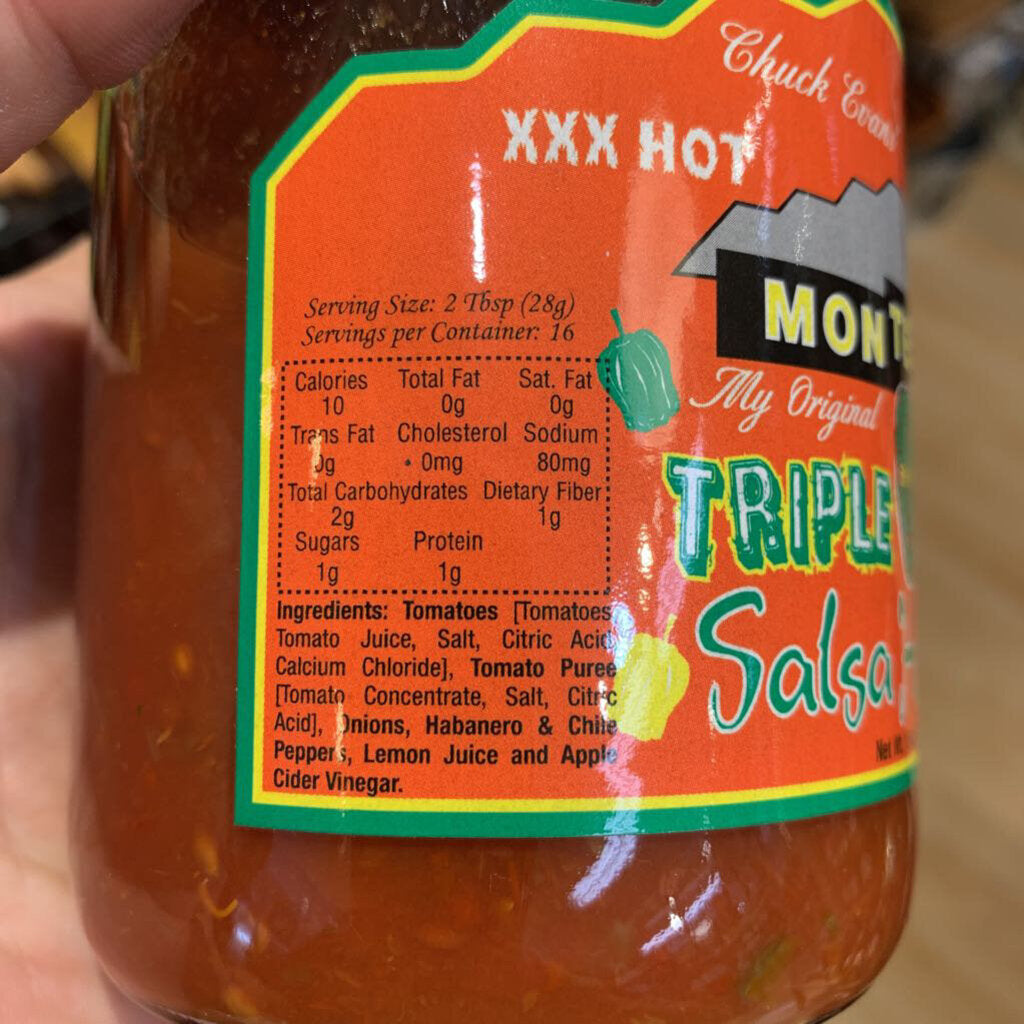 Chuck Evans'
XXX HOT
MONT
My Original
TRIPLE
Salsa
Net
Serving Size: 2 Tbsp (28g)
Servings per Container: 16
Calories Total Fat Sat. Fat
10 0g 0g
Trans Fat Cholesterol Sodium
0g 0mg 80mg
Total Carbohydrates Dietary Fiber
2g 1g
Sugars Protein
1g 1g
Ingredients: Tomatoes [Tomatoes,
Tomato Juice, Salt, Citric Acid,
Calcium Chloride], Tomato Puree
[Tomato Concentrate, Salt, Citric
Acid], Onions, Habanero & Chile
Peppers, Lemon Juice and Apple
Cider Vinegar.